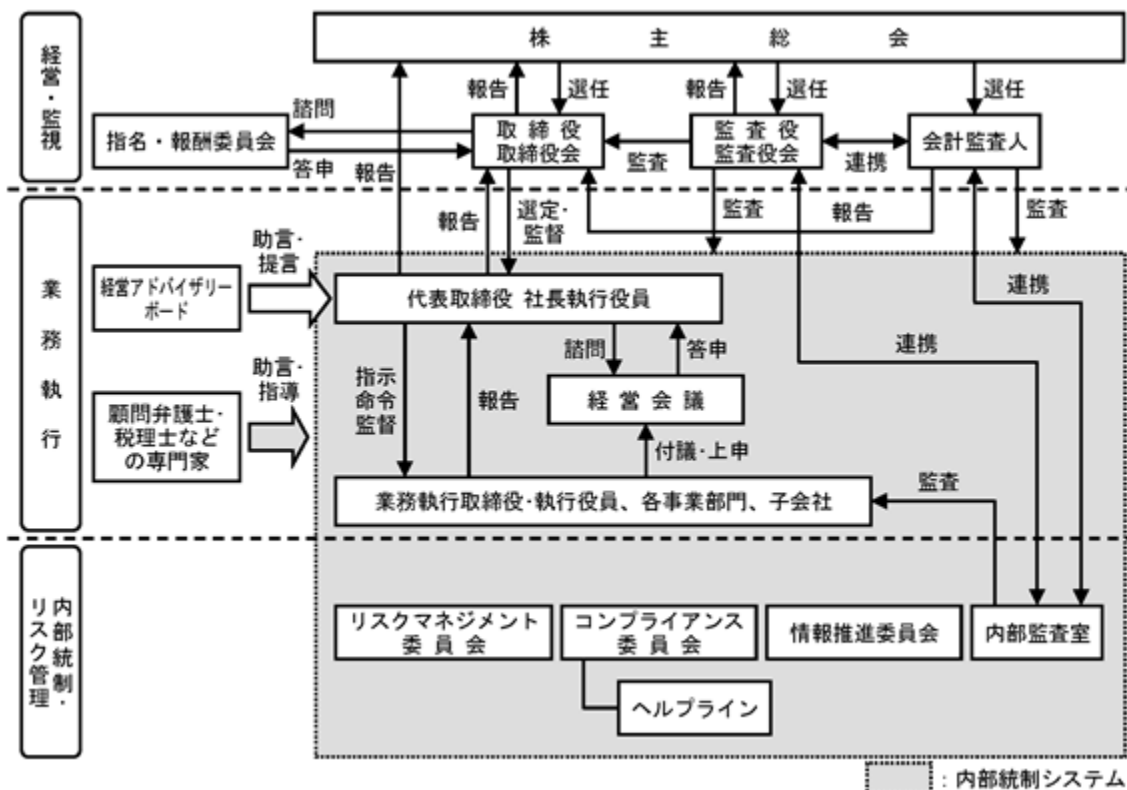 経営・監視
株主総会
報告
選任
報告
選任
選任
諮問
指名・報酬委員会
答申
報告
取締役
取締役会
監査
監査役
監査役会
連携
会計監査人
業務執行
報告
選定・
監督
監査
報告
監査
助言・
提言
経営アドバイザリー
ボード
代表取締役 社長執行役員
連携
連携
諮問
答申
助言・
指導
顧問弁護士・
税理士など
の専門家
指示
命令
監督
報告
経営会議
付議・上申
業務執行取締役・執行役員、各事業部門、子会社
監査
内部統制・
リスク管理
リスクマネジメント
委員会
コンプライアンス
委員会
情報推進委員会
内部監査室
ヘルプライン
：内部統制システム